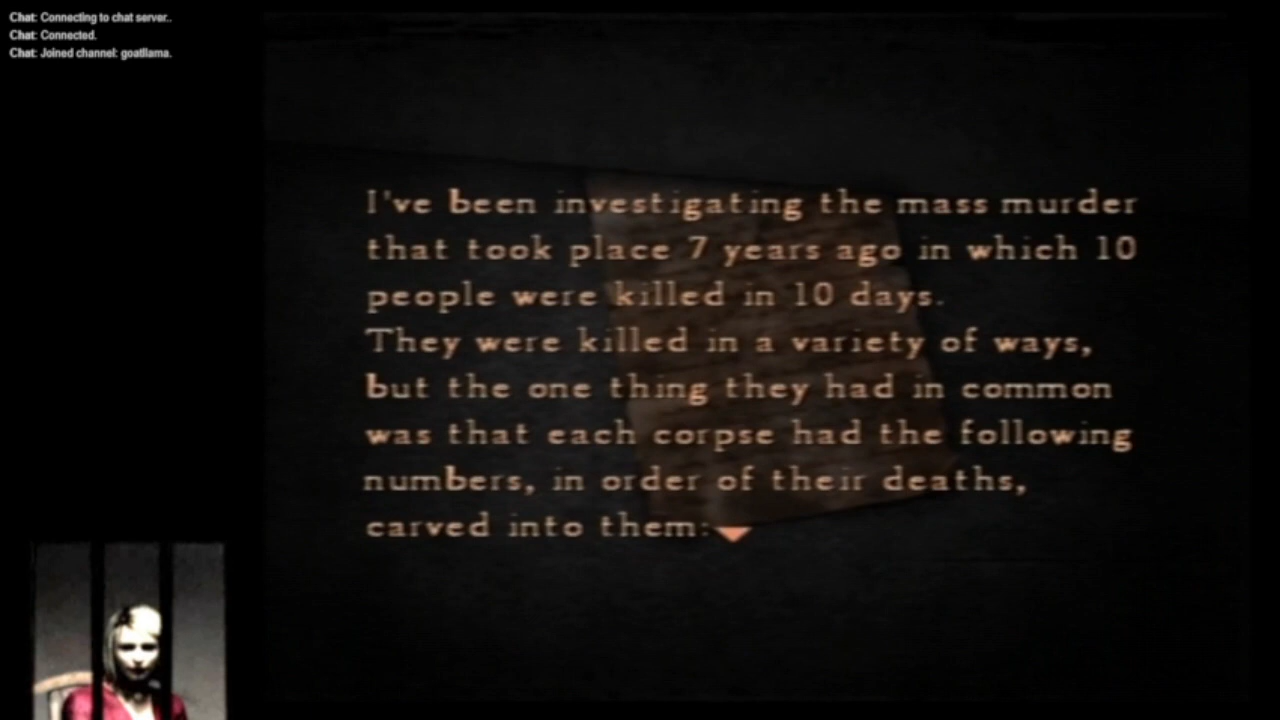 Chat: Connecting to chat server..
Chat: Connected.
Chat: Joined channel: goatllama.
I've been investigating the mass murder
that took place 7 years ago in which 10
people were killed in 10 days.
They were killed in a variety of ways,
but the one thing they had in common
was that each corpse had the following
numbers, in order of their deaths,
carved into them: